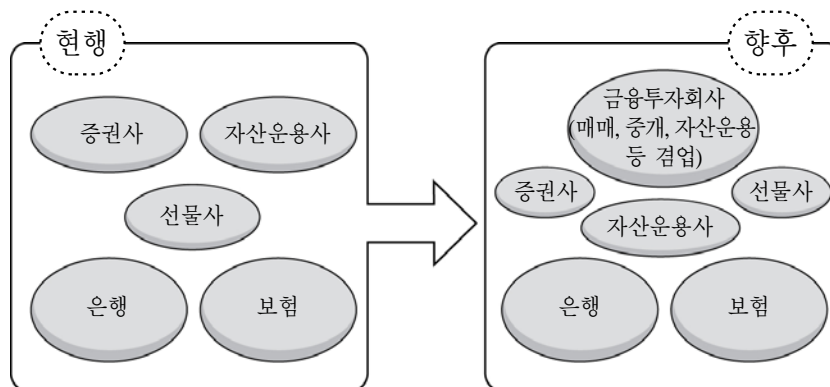 현행
증권사
자산운용사
선물사
은행
보험
향후
금융투자회사
(매매, 중개, 자산운용
등 겸업)
증권사
선물사
자산운용사
은행
보험